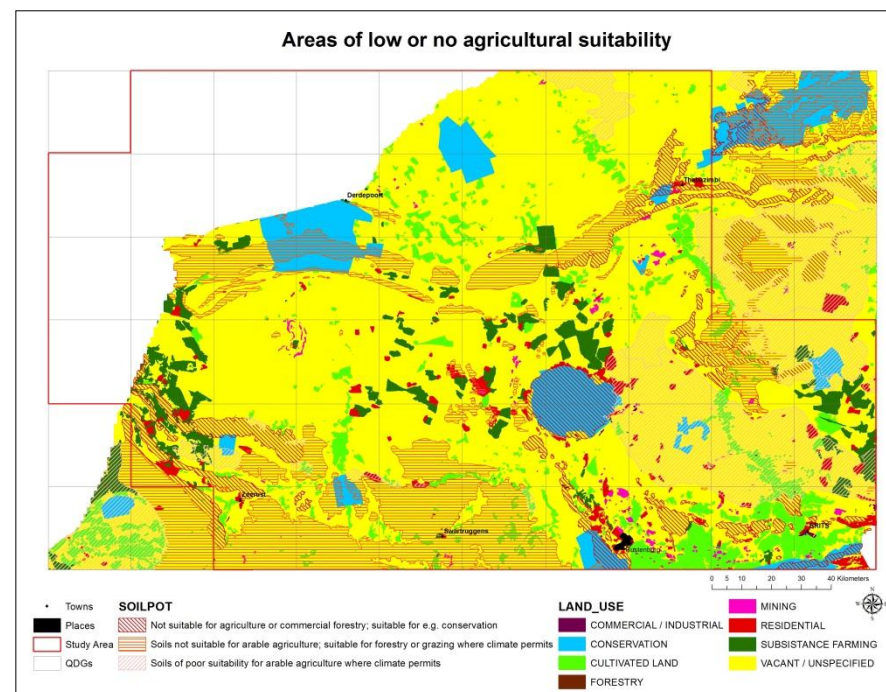 Areas of low or no agricultural suitability
Derdepoort
Thabazimbi
Zeerust
Swartruggens
Rustenburg
BRITS
0 5 10 20 30 40 Kilometers
N
W E
S
Towns
Places
Study Area
QDGs
SOILPOT
Not suitable for agriculture or commercial forestry; suitable for e.g. conservation
Soils not suitable for arable agriculture; suitable for forestry or grazing where climate permits
Soils of poor suitability for arable agriculture where climate permits
LAND_USE
COMMERCIAL / INDUSTRIAL
CONSERVATION
CULTIVATED LAND
FORESTRY
MINING
RESIDENTIAL
SUBSISTANCE FARMING
VACANT / UNSPECIFIED